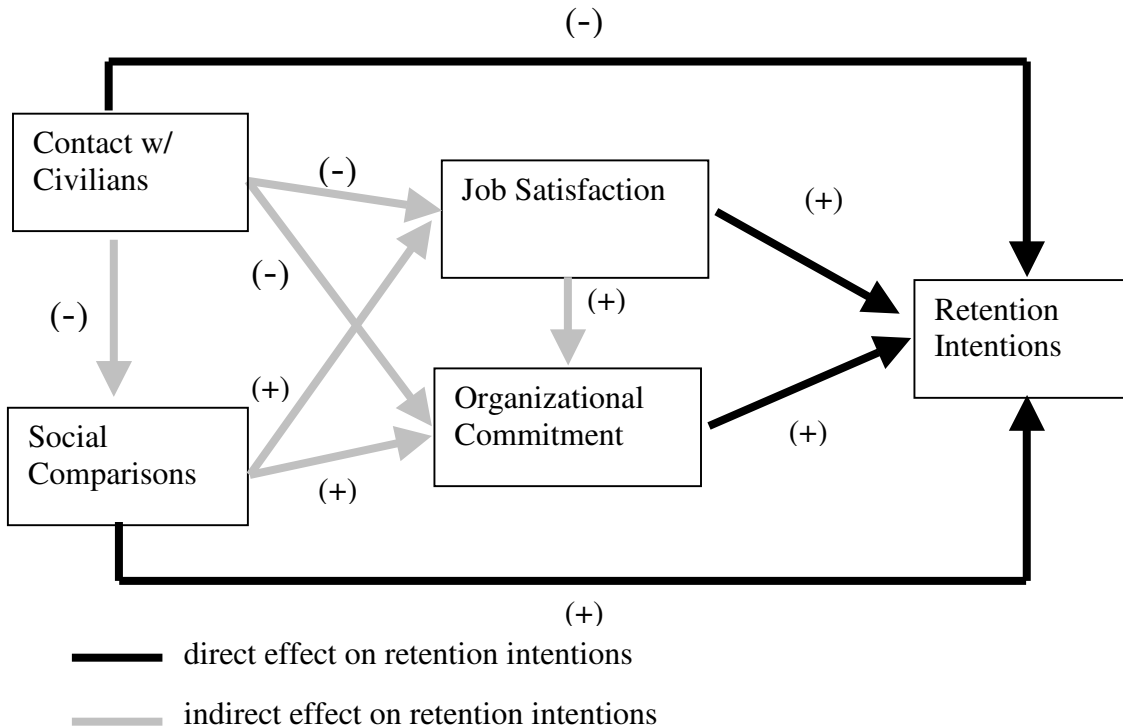 (-)
Contact w/
Civilians
(-)
Job Satisfaction
(+)
(-)
(+)
Retention
Intentions
(-)
(+)
Organizational
Commitment
Social
Comparisons
(+)
(+)
(+)
direct effect on retention intentions
indirect effect on retention intentions